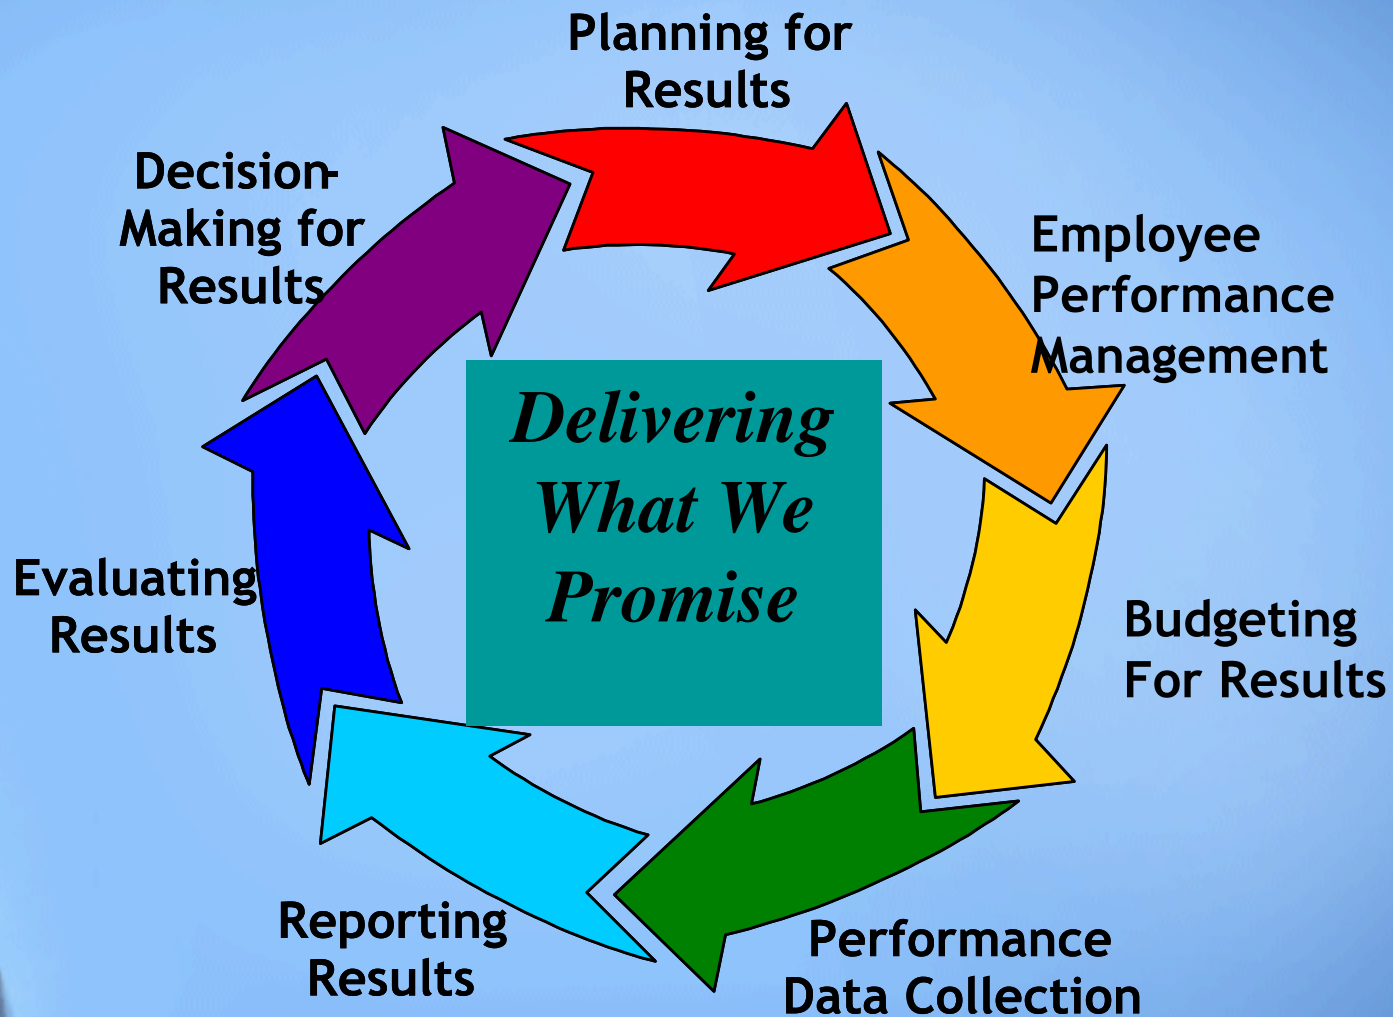 Planning for
Results
Employee
Performance
Management
Budgeting
For Results
Performance
Data Collection
Reporting
Results
Evaluating
Results
Decision-
Making for
Results
Delivering
What We
Promise